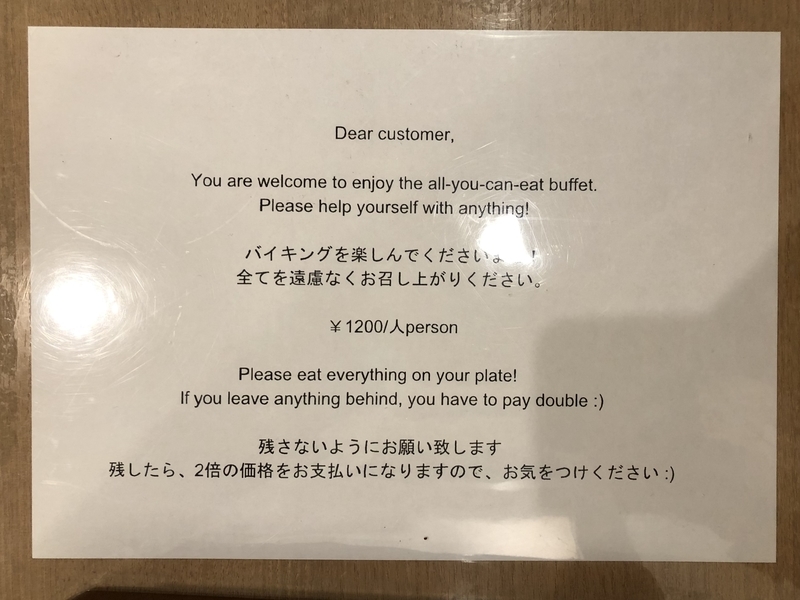 Dear customer,
You are welcome to enjoy the all-you-can-eat buffet.
Please help yourself with anything!
バイキングを楽しんでください
全てを遠慮なくお召し上がりください。
￥1200/人person
Please eat everything on your plate!
If you leave anything behind, you have to pay double :)
残さないようにお願い致します
残したら、2倍の価格をお支払いになりますので、お気をつけください :)